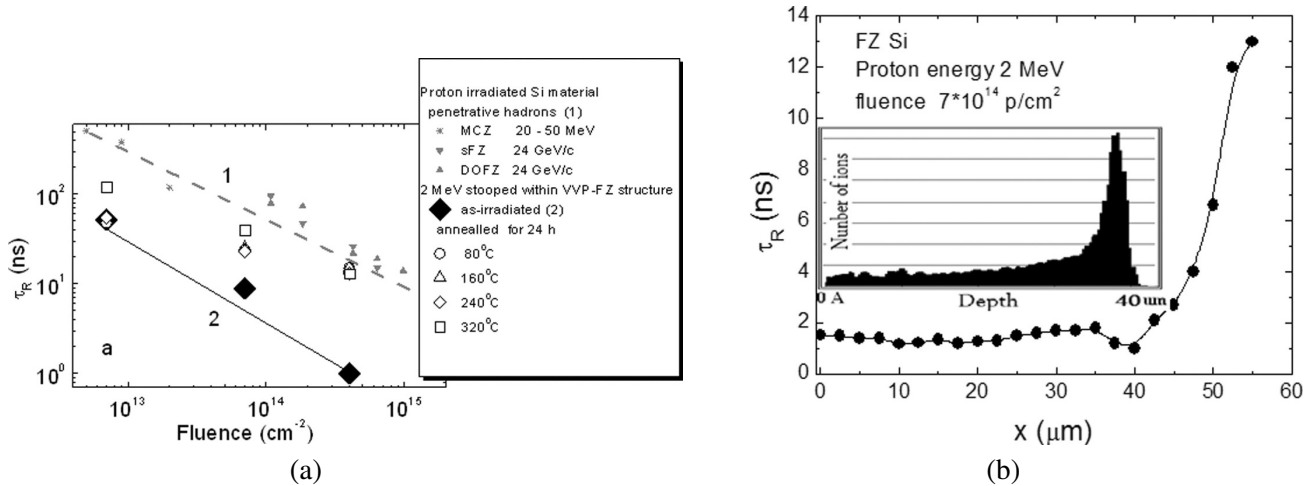 Proton irradiated Si material
penetrative hadrons (1)
MCZ 20 - 50 MeV
sFZ 24 GeV/c
DOFZ 24 GeV/c
2 MeV stooped within VVP-FZ structure
as-irradiated (2)
annealled for 24 h
80°C
160°C
240°C
320°C
10²
10¹
10⁰
τR (ns)
1
2
a
10¹³
10¹⁴
10¹⁵
Fluence (cm⁻²)
(a)
14
12
10
8
6
4
2
0
τR (ns)
FZ Si
Proton energy 2 MeV
fluence 7*10¹⁴ p/cm²
Nunber of ions
0 A
Depth
40 um
0
10
20
30
40
50
60
x (μm)
(b)